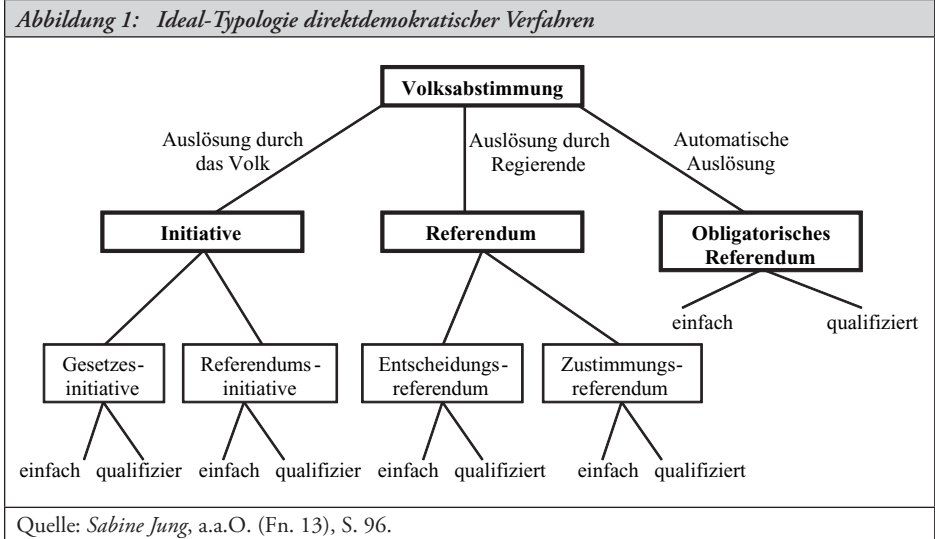 Abbildung 1: Ideal-Typologie direktdemokratischer Verfahren
Volksabstimmung
Auslösung durch
das Volk
Auslösung durch
Regierende
Automatische
Auslösung
Initiative
Referendum
Obligatorisches
Referendum
einfach qualifiziert
Gesetzes-
initiative
Referendums-
initiative
Entscheidungs-
referendum
Zustimmungs-
referendum
einfach qualifizier einfach qualifizier einfach qualifiziert einfach qualifiziert
Quelle: Sabine Jung, a.a.O. (Fn. 13), S. 96.